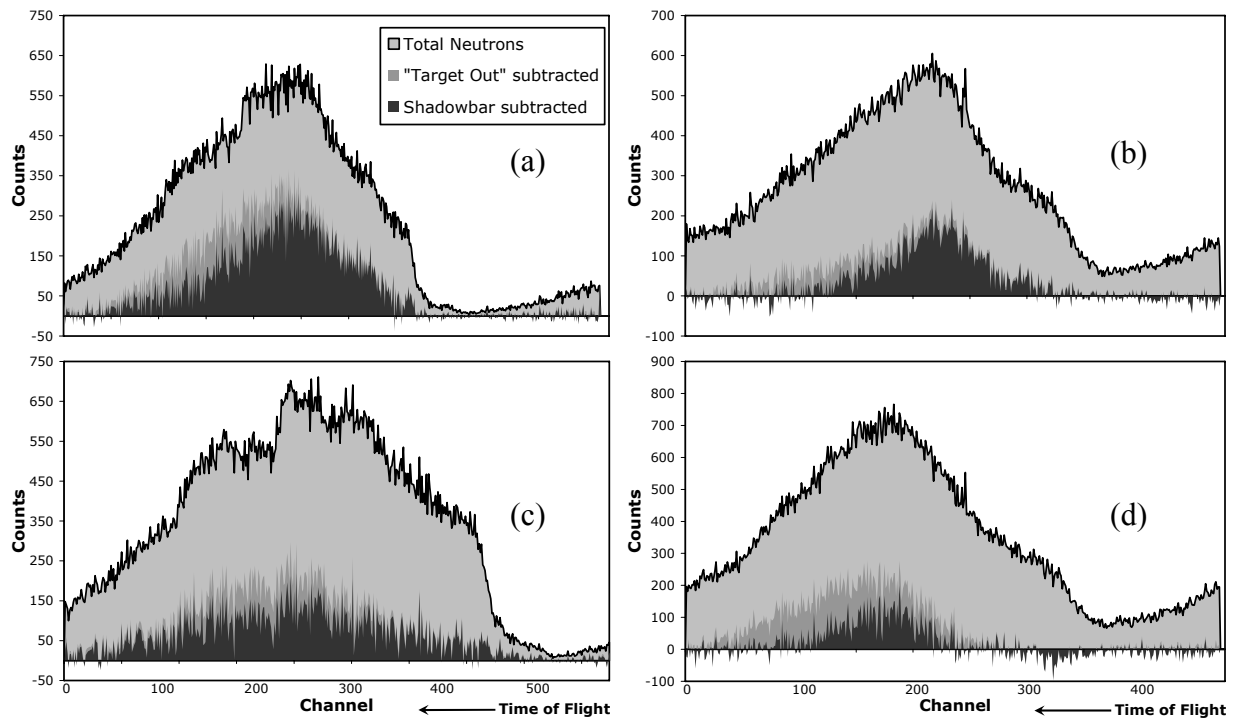 750
650
550
450
350
250
150
50
-50
Counts
Total Neutrons
"Target Out" subtracted
Shadowbar subtracted
(a)
700
600
500
400
300
200
100
0
-100
Counts
(b)
750
650
550
450
350
250
150
50
-50
Counts
(c)
0 100 200 300 400 500
Channel
Time of Flight
900
800
700
600
500
400
300
200
100
0
-100
Counts
(d)
0 100 200 300 400
Channel
Time of Flight